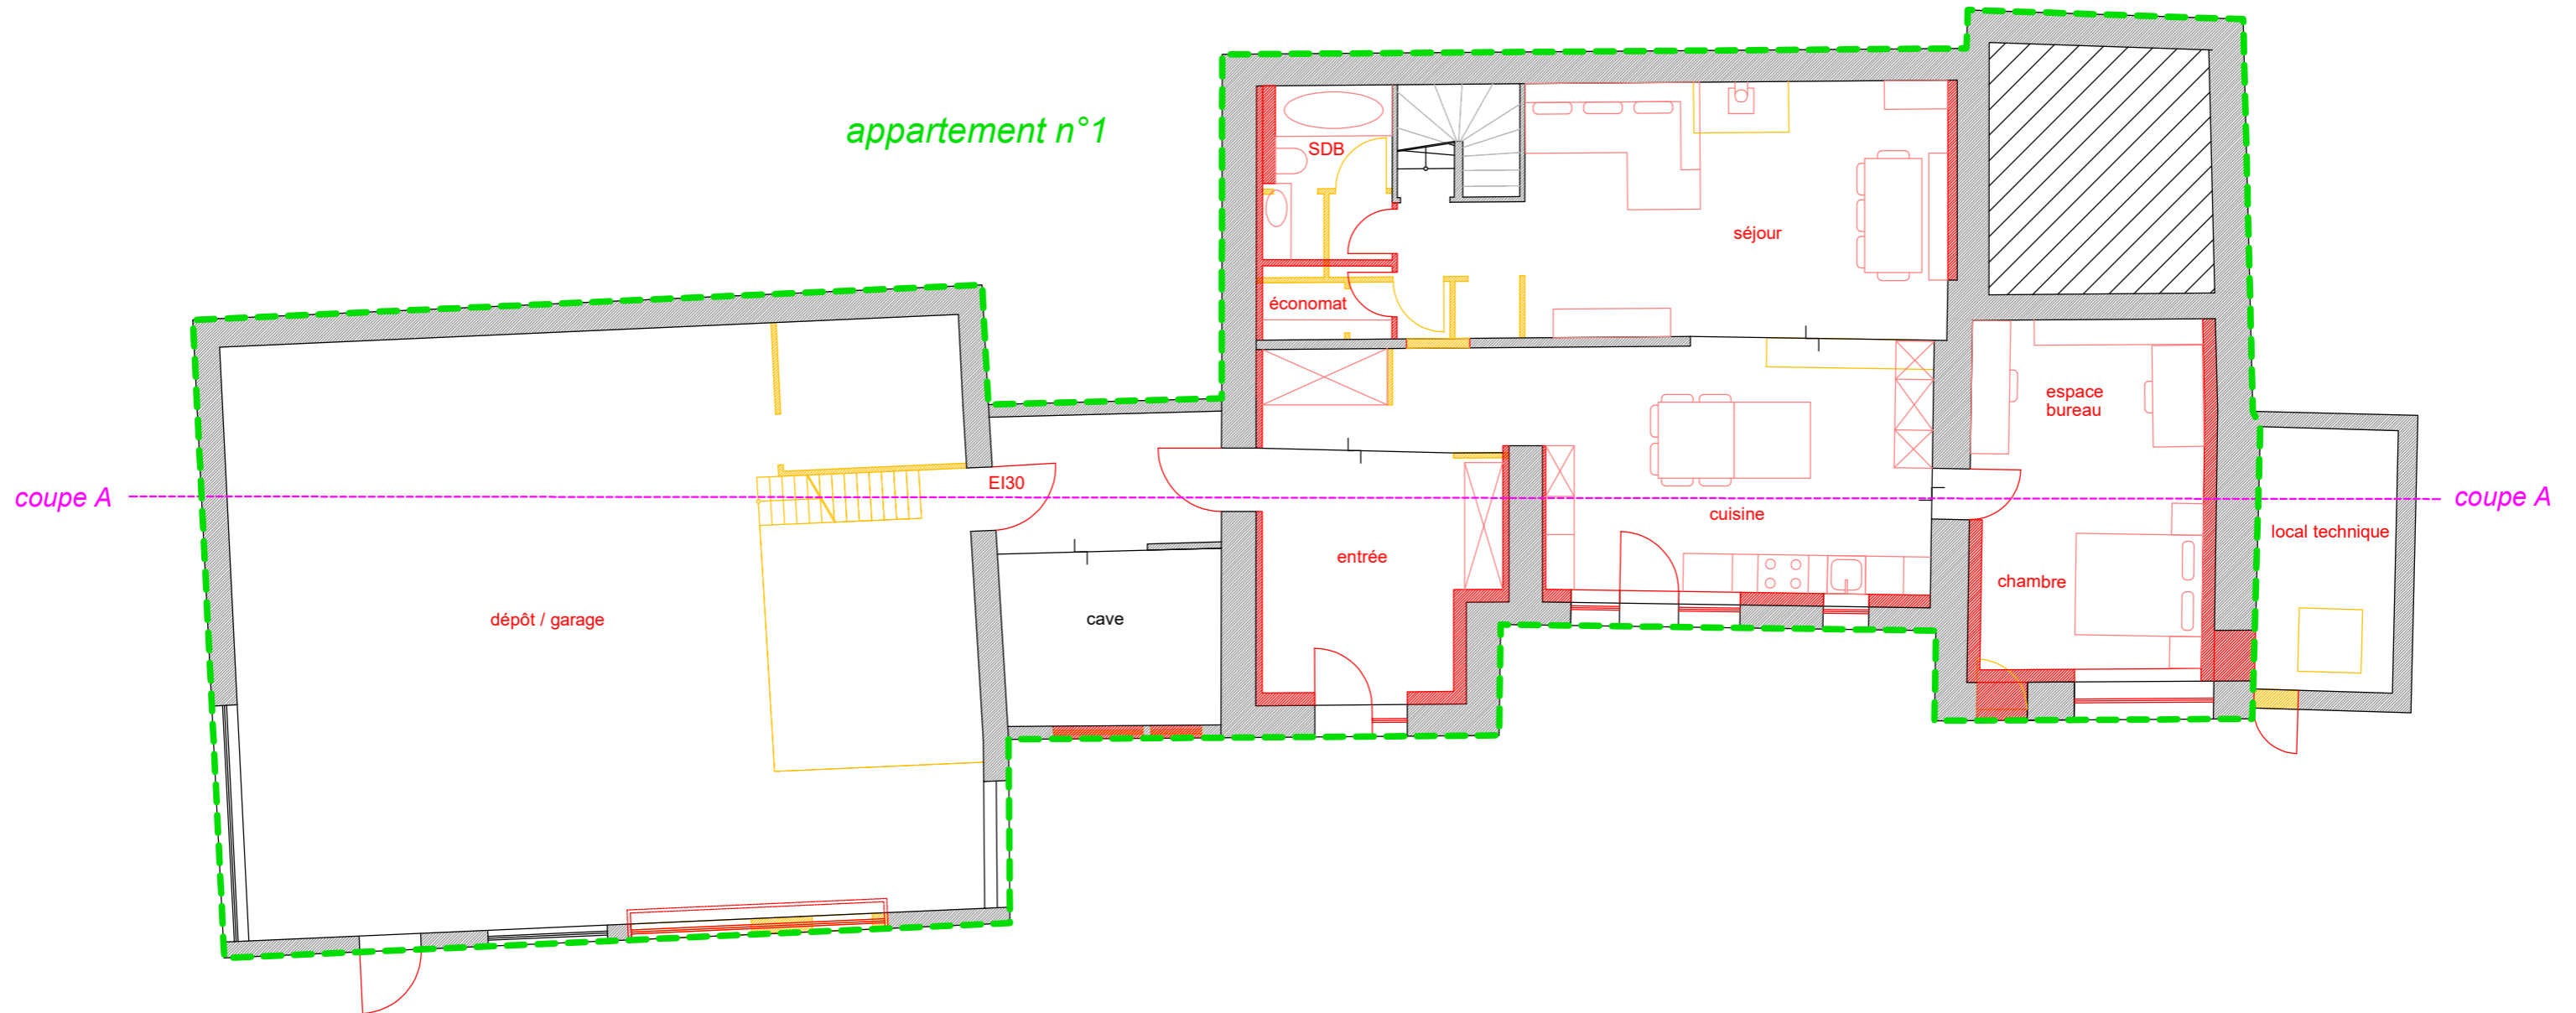 appartement n°1
SDB
séjour
économat
espace
bureau
EI30
coupe A
coupe A
cuisine
local technique
entrée
chambre
dépôt / garage
cave